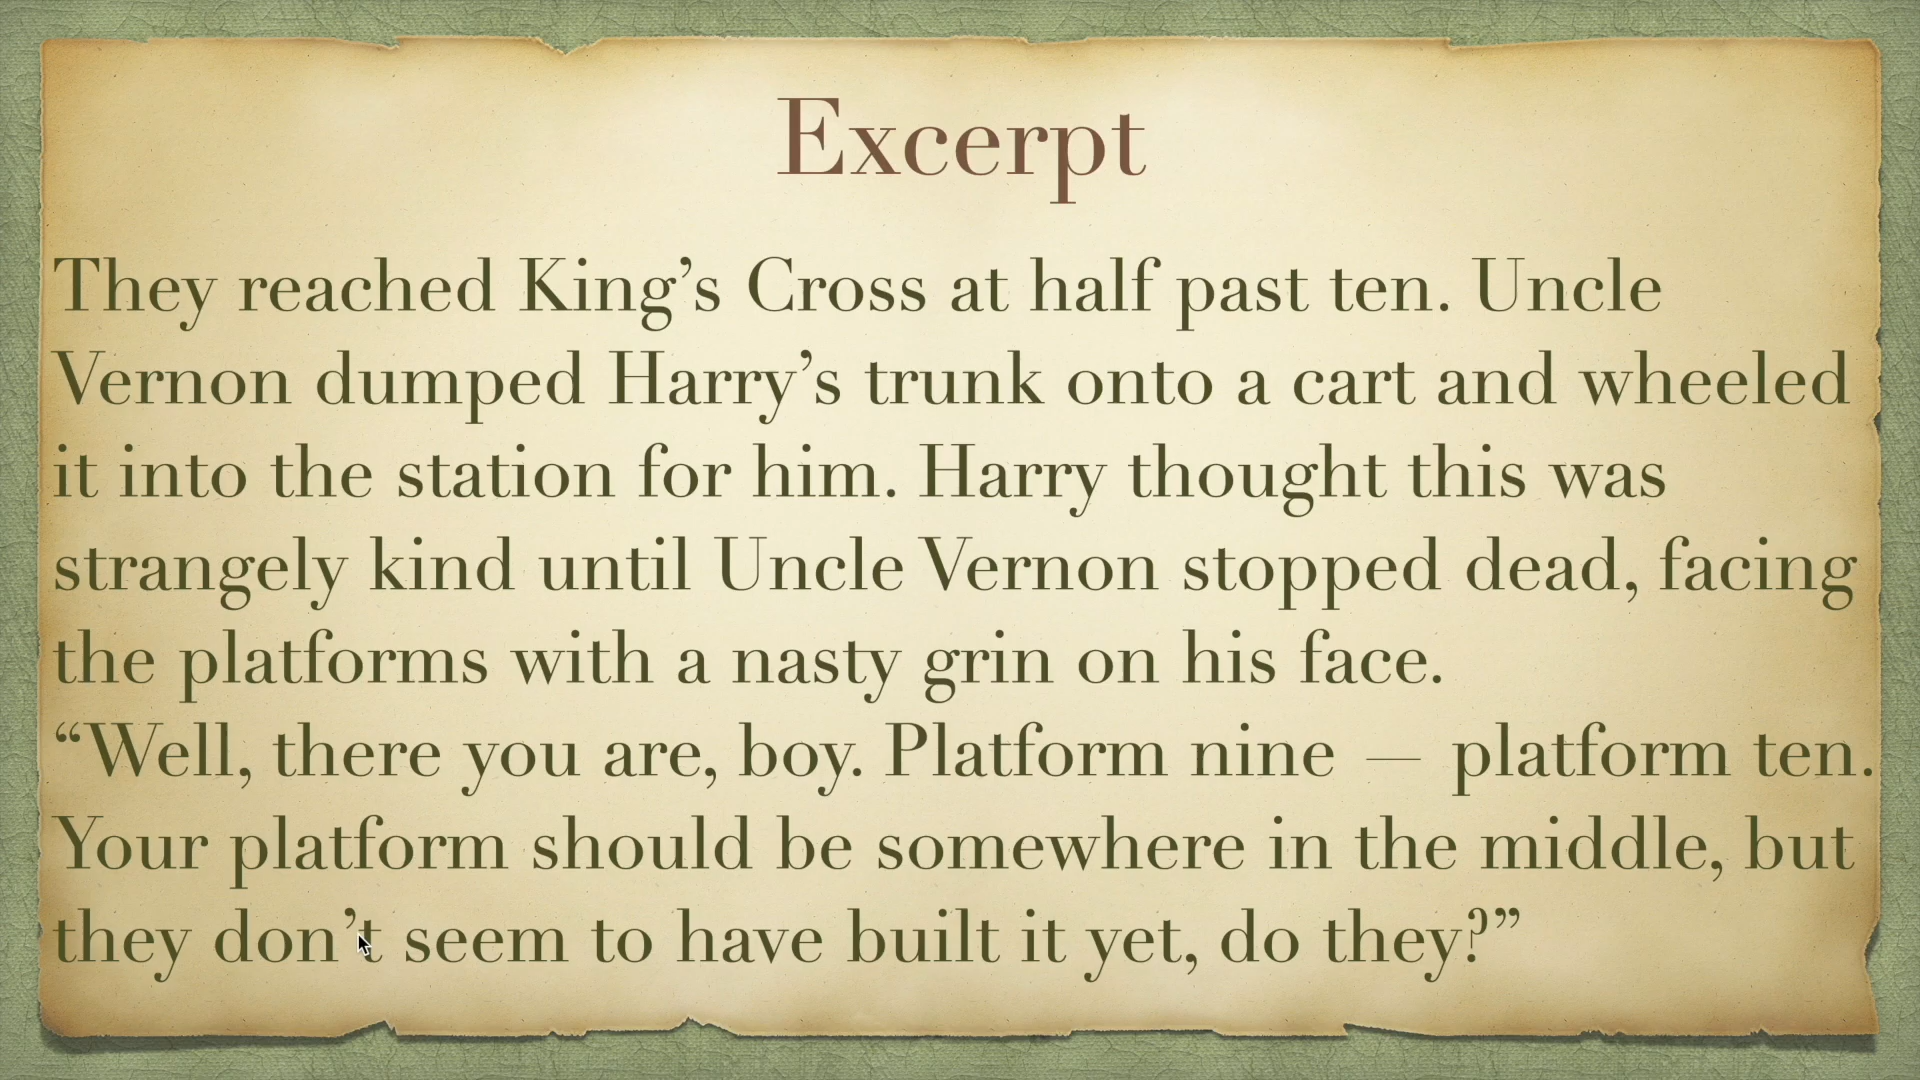 Excerpt
They reached King’s Cross at half past ten. Uncle
Vernon dumped Harry’s trunk onto a cart and wheeled
it into the station for him. Harry thought this was
strangely kind until Uncle Vernon stopped dead, facing
the platforms with a nasty grin on his face.
“Well, there you are, boy. Platform nine — platform ten.
Your platform should be somewhere in the middle, but
they don’t seem to have built it yet, do they?”